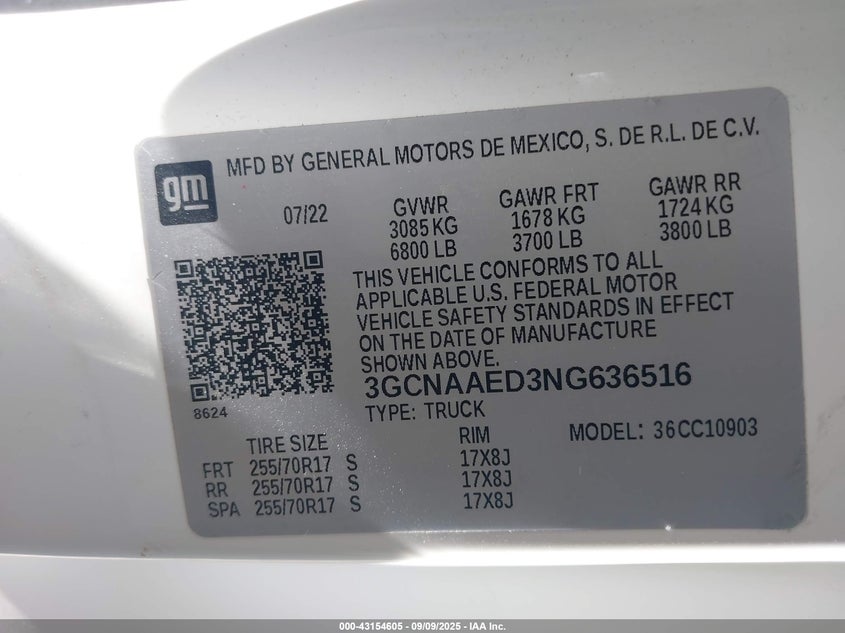 gm
MFD BY GENERAL MOTORS DE MEXICO, S. DE R.L. DE C.V.
07/22
GVWR
3085 KG
6800 LB
GAWR FRT
1678 KG
3700 LB
GAWR RR
1724 KG
3800 LB
THIS VEHICLE CONFORMS TO ALL
APPLICABLE U.S. FEDERAL MOTOR
VEHICLE SAFETY STANDARDS IN EFFECT
ON THE DATE OF MANUFACTURE
SHOWN ABOVE.
3GCNAAED3NG636516
8624
TYPE: TRUCK
MODEL: 36CC10903
TIRE SIZE RIM
FRT 255/70R17 S 17X8J
RR 255/70R17 S 17X8J
SPA 255/70R17 S 17X8J
000-43154605 - 09/09/2025 - IAA Inc.